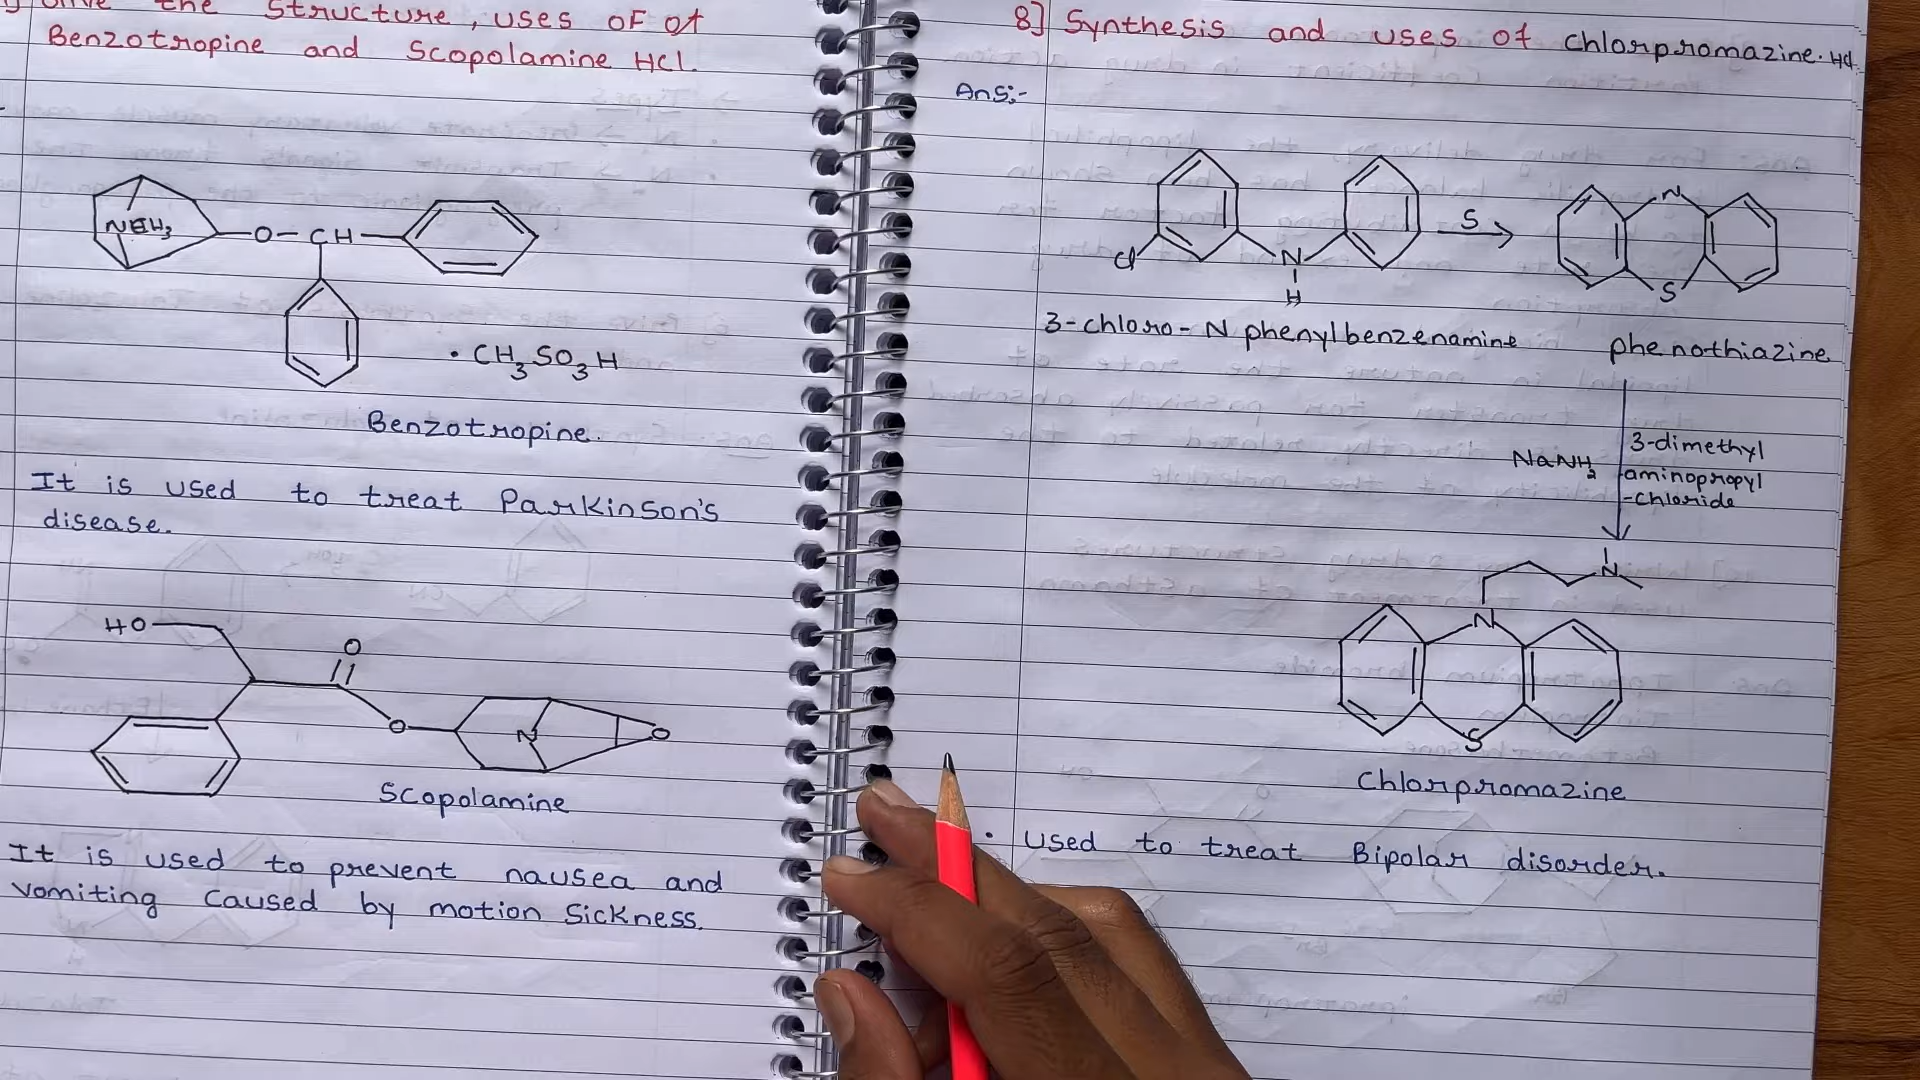 the structure, uses of of
Benzotropine and Scopolamine HCl.
NCH₃
O - CH
• CH₃SO₃H
Benzotropine.
It is used to treat Parkinson's
disease.
HO
O
O
N
O
Scopolamine
It is used to prevent nausea and
vomiting caused by motion sickness.
8] Synthesis and uses of chlorpromazine.HCl.
Ans:-
Cl
N
H
S
N
S
3-chloro-N phenylbenzenamine
phenothiazine
NaNH₂
3-dimethyl
aminopropyl
-chloride
N
N
S
Chlorpromazine
• used to treat Bipolar disorder.